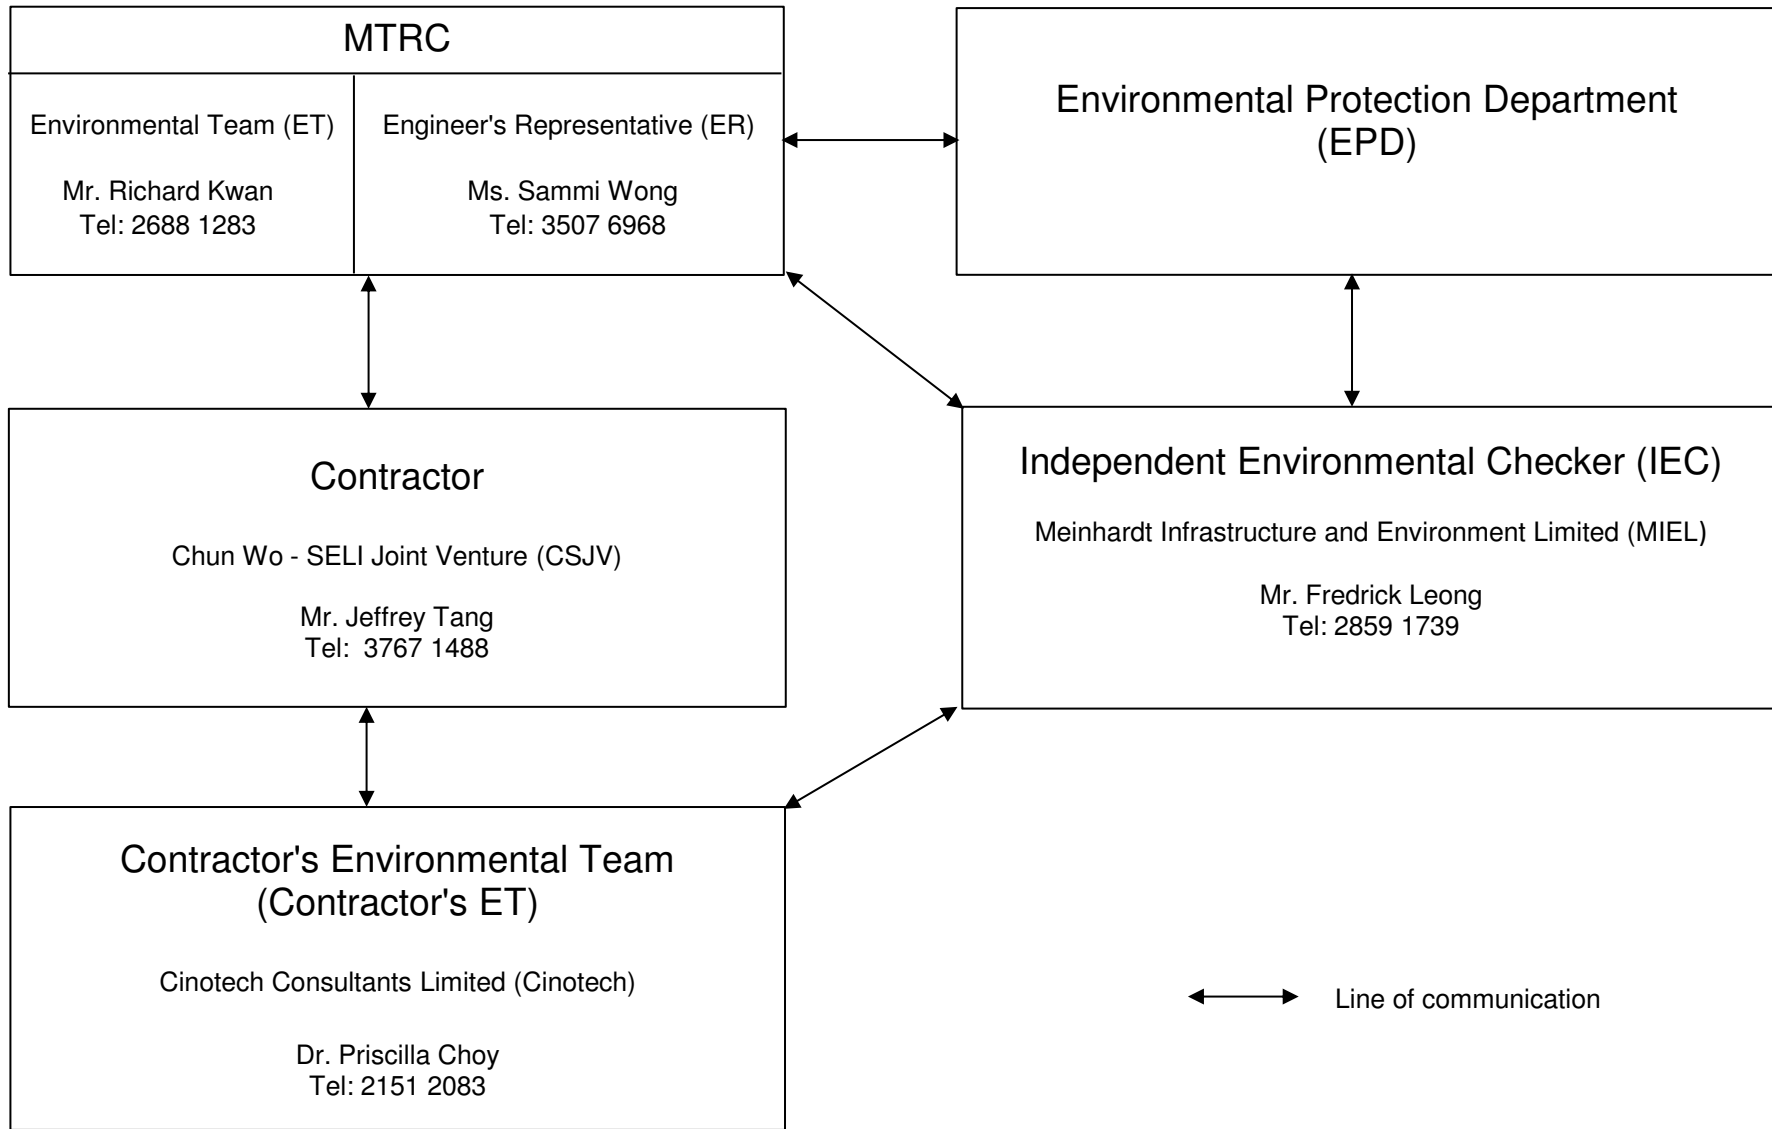 MTRC
Environmental Team (ET)
Mr. Richard Kwan
Tel: 2688 1283
Engineer's Representative (ER)
Ms. Sammi Wong
Tel: 3507 6968
Environmental Protection Department
(EPD)
Contractor
Chun Wo - SELI Joint Venture (CSJV)
Mr. Jeffrey Tang
Tel: 3767 1488
Independent Environmental Checker (IEC)
Meinhardt Infrastructure and Environment Limited (MIEL)
Mr. Fredrick Leong
Tel: 2859 1739
Contractor's Environmental Team
(Contractor's ET)
Cinotech Consultants Limited (Cinotech)
Dr. Priscilla Choy
Tel: 2151 2083
Line of communication